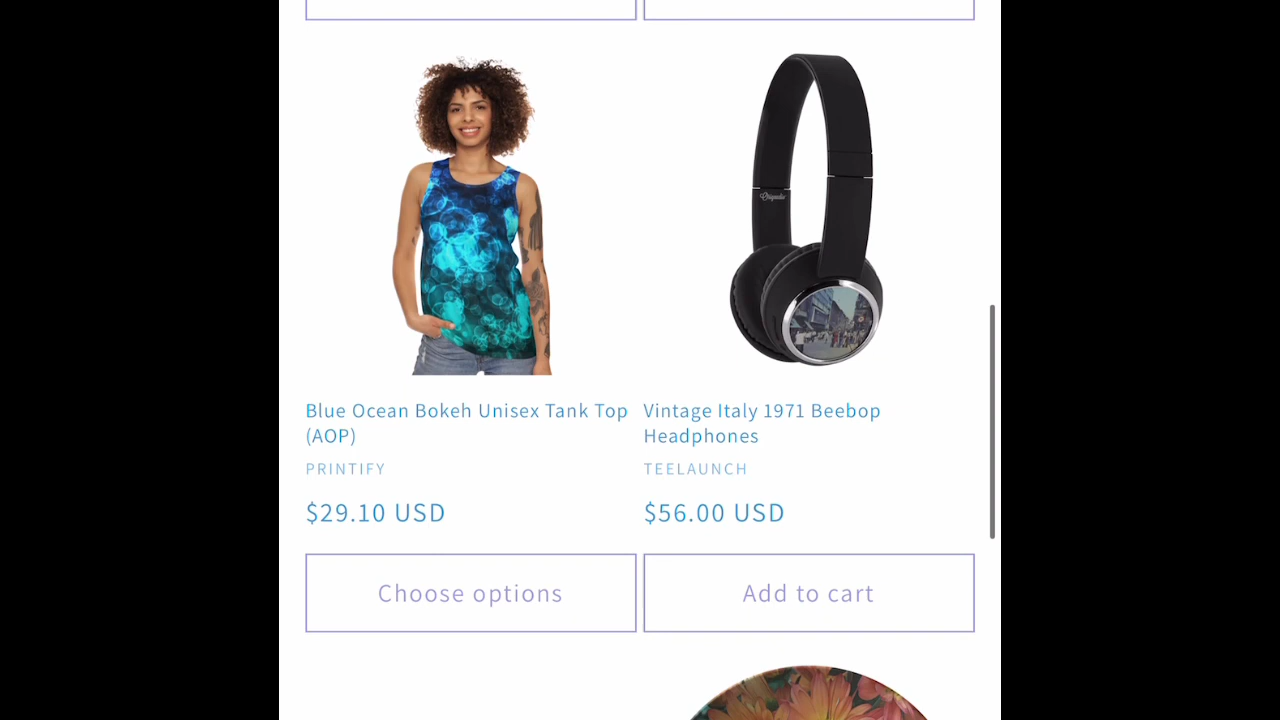 Blue Ocean Bokeh Unisex Tank Top
(AOP)
PRINTIFY
$29.10 USD
Choose options
Vintage Italy 1971 Beebop
Headphones
TEELAUNCH
$56.00 USD
Add to cart